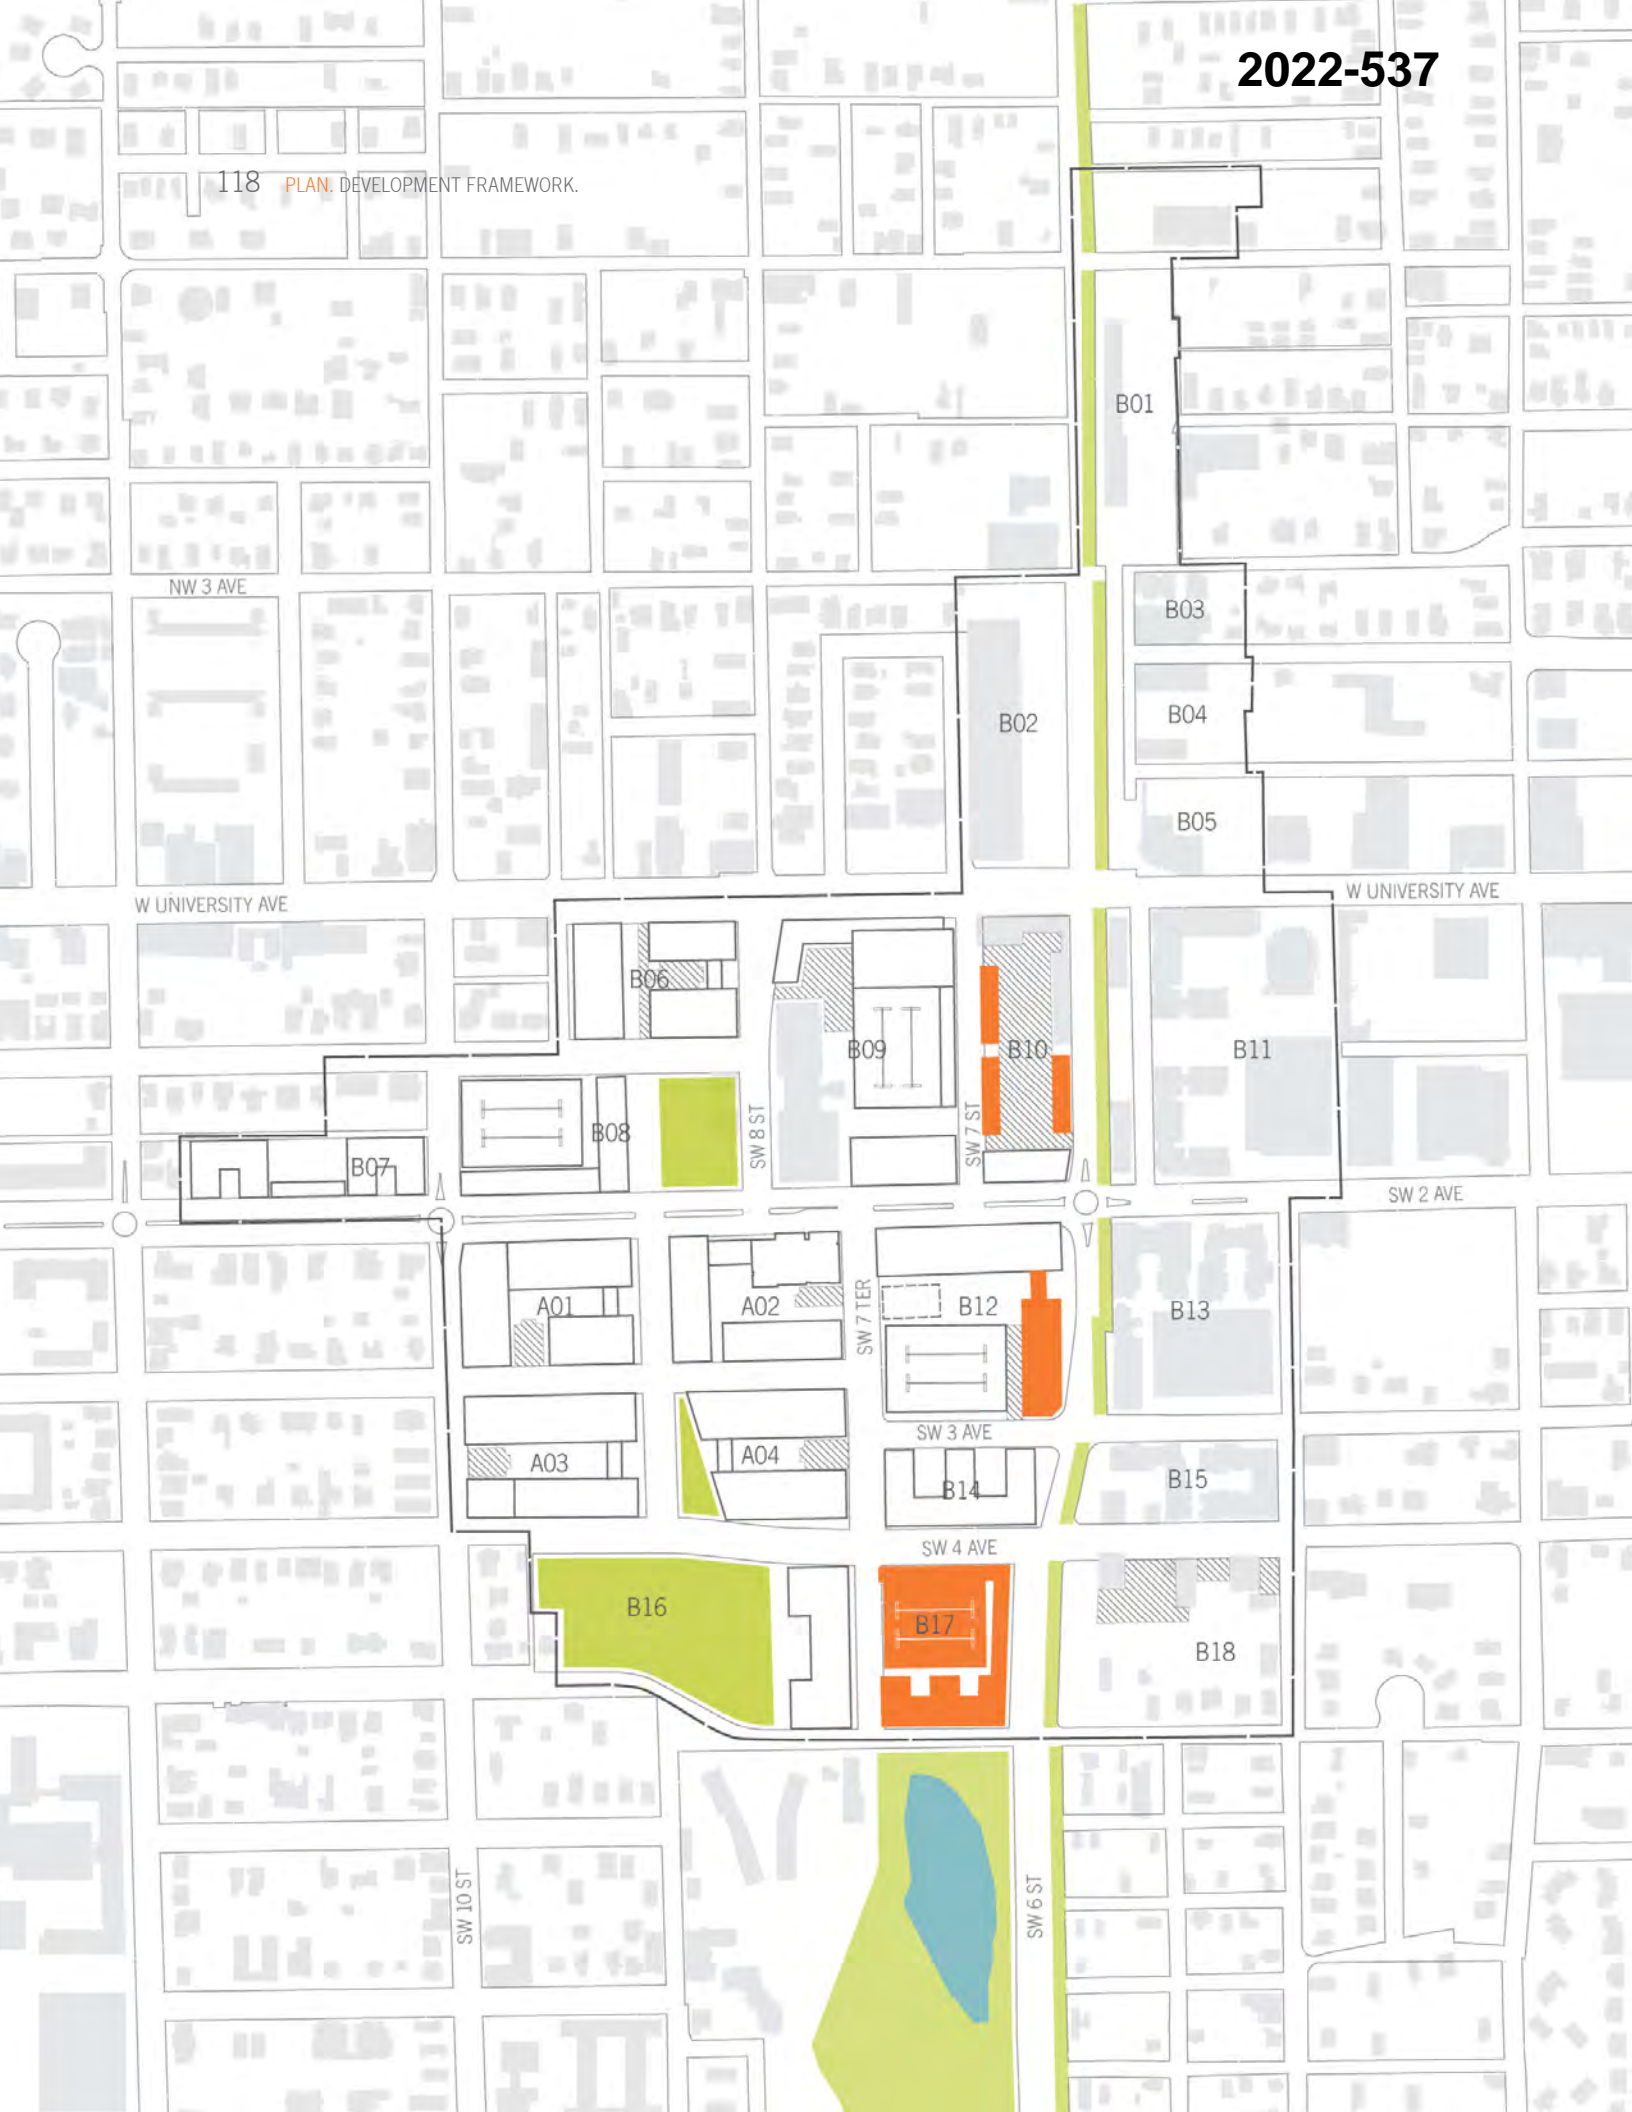 2022-537
118 PLAN. DEVELOPMENT FRAMEWORK.
B01
NW 3 AVE
B03
B04
B02
B05
W UNIVERSITY AVE
W UNIVERSITY AVE
B06
B09
B10
B11
SW 8 ST
SW 7 ST
B08
B07
SW 2 AVE
A01
A02
SW 7 TER
B12
B13
SW 3 AVE
A03
A04
B14
B15
SW 4 AVE
B16
B17
B18
SW 10 ST
SW 6 ST